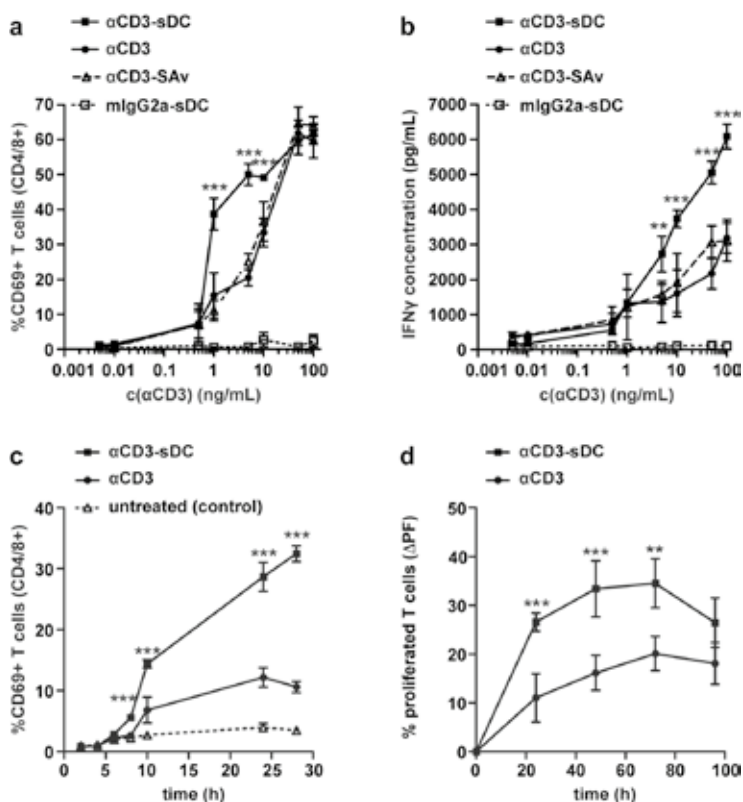 a
αCD3-sDC
αCD3
αCD3-SAv
mIgG2a-sDC
%CD69+ T cells (CD4/8+)
70
60
50
40
30
20
10
0
***
***
***
0.001 0.01 0.1 1 10 100
c(αCD3) (ng/mL)
b
αCD3-sDC
αCD3
αCD3-SAv
mIgG2a-sDC
IFNγ concentration (pg/mL)
7000
6000
5000
4000
3000
2000
1000
0
**
***
***
***
0.001 0.01 0.1 1 10 100
c(αCD3) (ng/mL)
c
αCD3-sDC
αCD3
untreated (control)
%CD69+ T cells (CD4/8+)
40
30
20
10
0
***
***
***
***
0 5 10 15 20 25 30
time (h)
d
αCD3-sDC
αCD3
% proliferated T cells (ΔPF)
50
40
30
20
10
0
***
***
**
0 20 40 60 80 100
time (h)